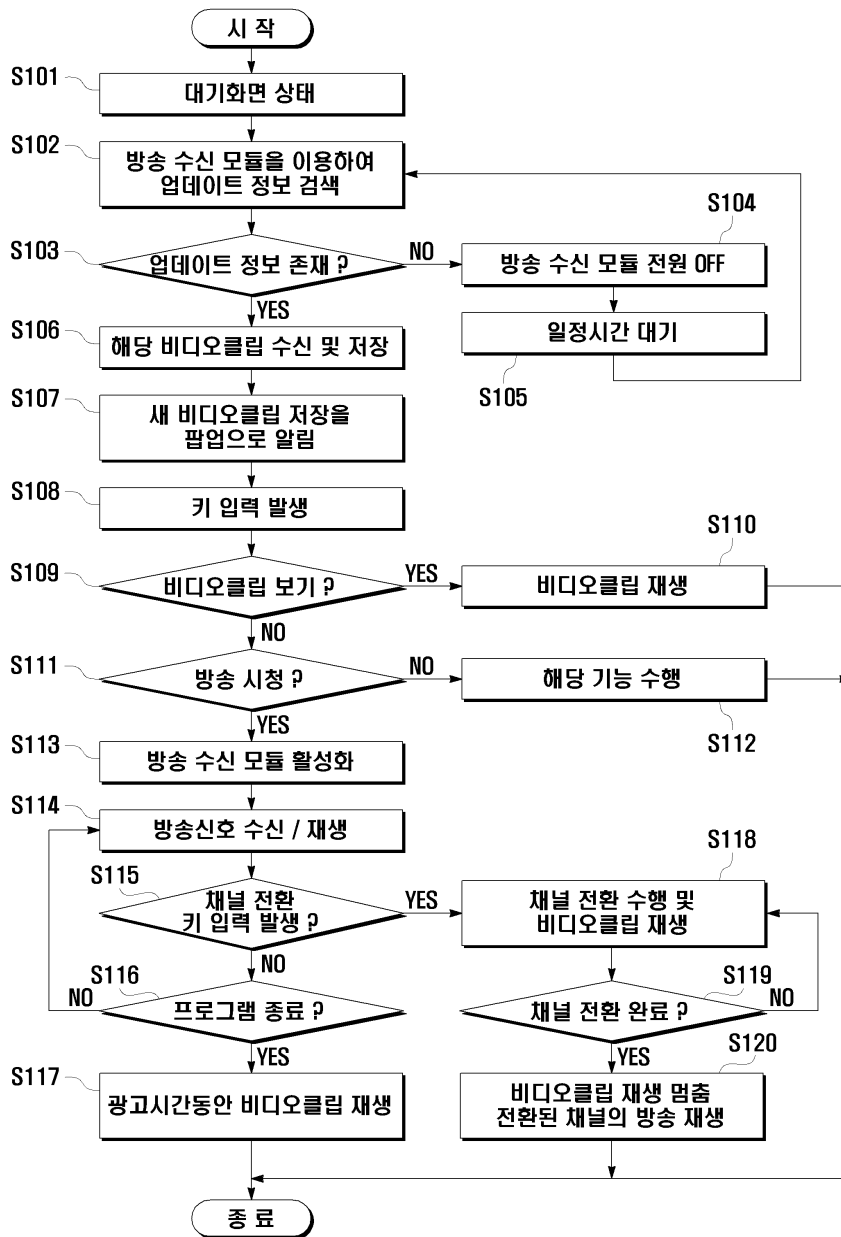 시 작
S101
대기화면 상태
S102
방송 수신 모듈을 이용하여
업데이트 정보 검색
S103
업데이트 정보 존재 ?
NO
S104
방송 수신 모듈 전원 OFF
YES
일정시간 대기
S105
S106
해당 비디오클립 수신 및 저장
S107
새 비디오클립 저장을
팝업으로 알림
S108
키 입력 발생
S109
비디오클립 보기 ?
YES
S110
비디오클립 재생
NO
S111
방송 시청 ?
NO
해당 기능 수행
S112
YES
S113
방송 수신 모듈 활성화
S114
방송신호 수신 / 재생
S115
채널 전환
키 입력 발생 ?
YES
S118
채널 전환 수행 및
비디오클립 재생
NO
S116
NO
프로그램 종료 ?
S119
채널 전환 완료 ?
NO
YES
YES
S117
광고시간동안 비디오클립 재생
S120
비디오클립 재생 멈춤
전환된 채널의 방송 재생
종 료